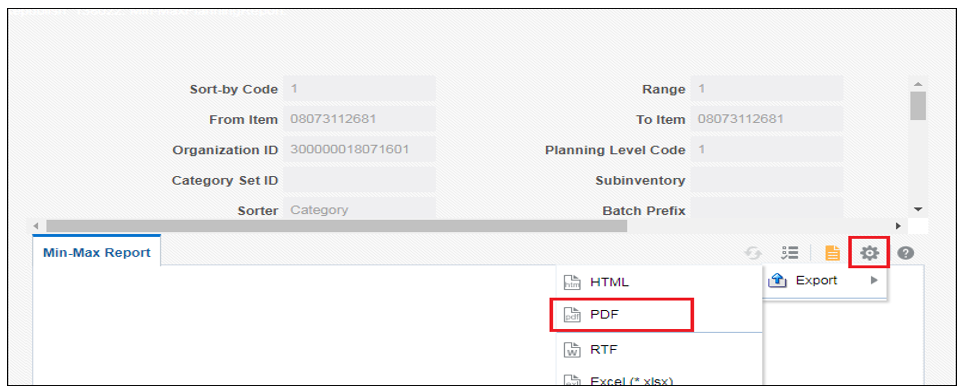 Sort-by Code 1 Range 1
From Item 08073112681 To Item 08073112681
Organization ID 300000018071601 Planning Level Code 1
Category Set ID Subinventory
Sorter Category Batch Prefix
Min-Max Report
Export
HTML
PDF
RTF
Excel (*.xlsx)